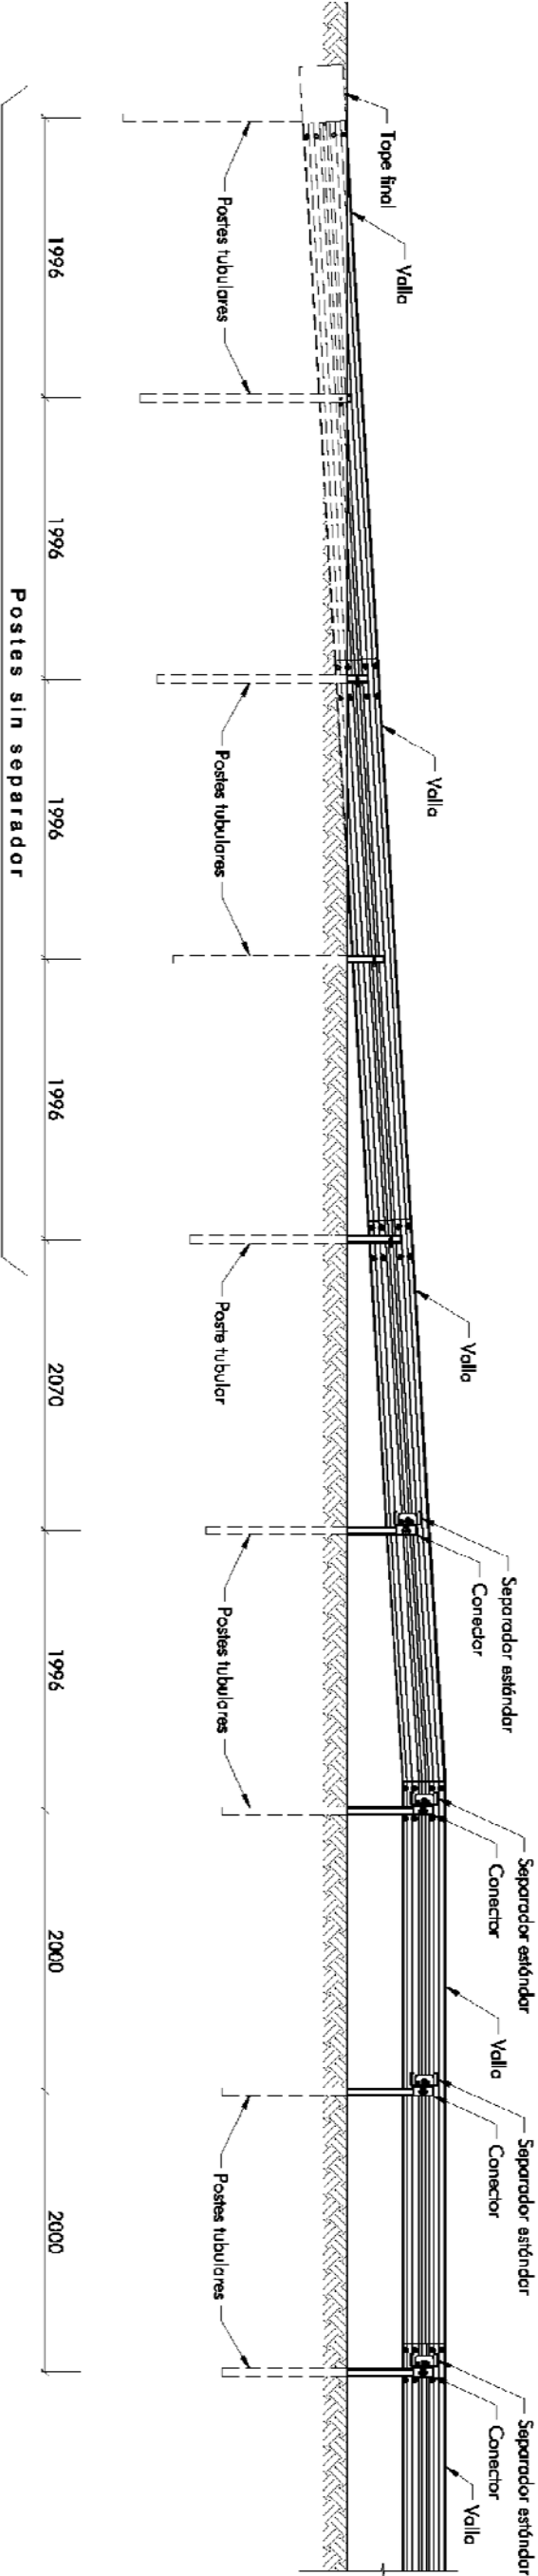 Tope final
Valla
Valla
Valla
Separador estándar
Conector
Separador estándar
Conector
Valla
Separador estándar
Conector
Separador estándar
Conector
Valla
Postes tubulares
Postes tubulares
Poste tubular
Postes tubulares
Postes tubulares
1996
1996
1996
1996
2070
1996
2000
2000
Postes sin separador